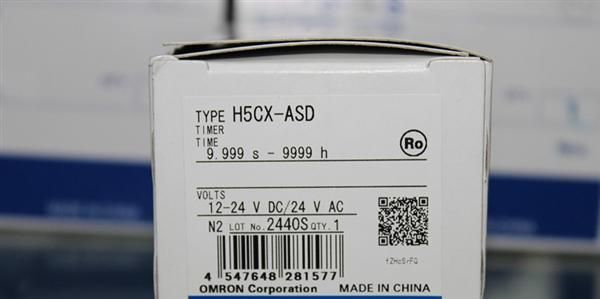 TYPE H5CX-ASD
TIMER
TIME
9.999 s - 9999 h
Ro
VOLTS
12-24 V DC/24 V AC
N2 LOT No. 2440S QTY. 1
fZHcSrFQ
4 547648 281577
OMRON Corporation MADE IN CHINA